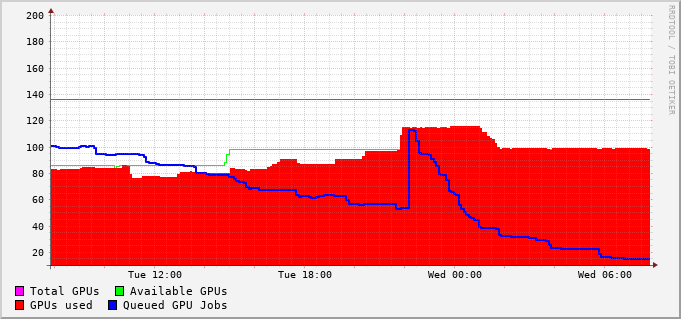 200
180
160
140
120
100
80
60
40
20
Tue 12:00 Tue 18:00 Wed 00:00 Wed 06:00
Total GPUs Available GPUs
GPUs used Queued GPU Jobs
RRDTOOL / TOBI OETIKER